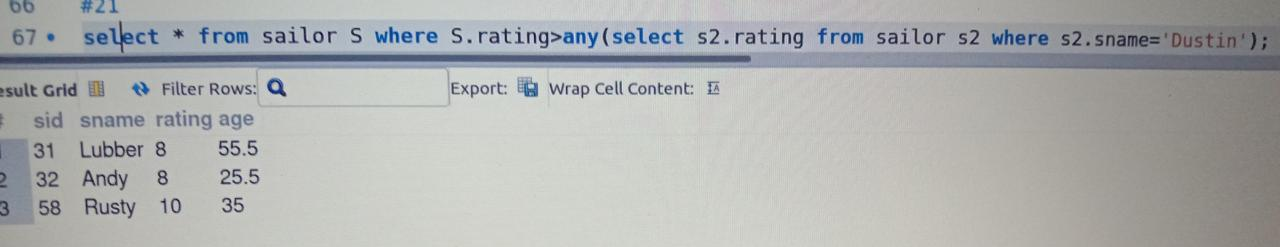 66 #21
67 select * from sailor S where S.rating>any(select s2.rating from sailor s2 where s2.sname='Dustin');
esult Grid Filter Rows: Export: Wrap Cell Content: IA
# sid sname rating age
1 31 Lubber 8 55.5
2 32 Andy 8 25.5
3 58 Rusty 10 35